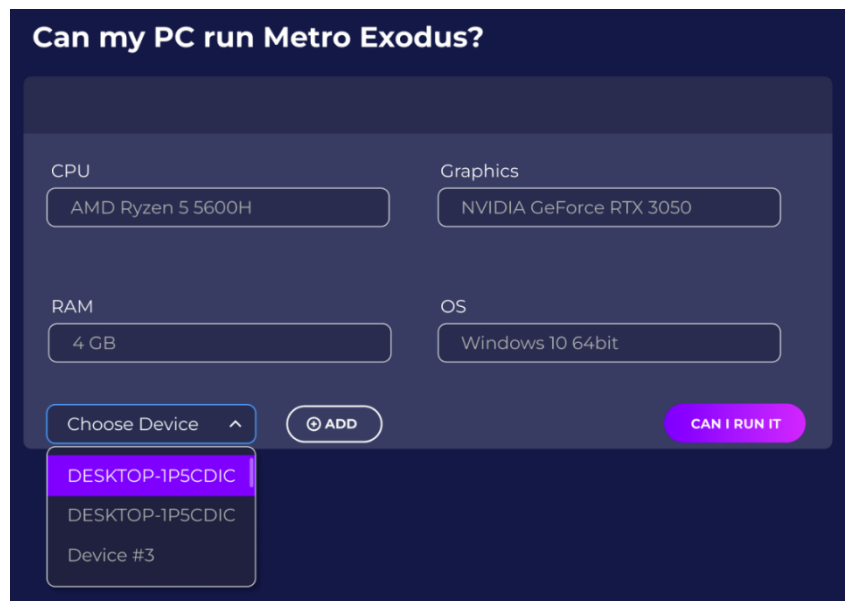 Can my PC run Metro Exodus?
CPU
Graphics
AMD Ryzen 5 5600H
NVIDIA GeForce RTX 3050
RAM
OS
4 GB
Windows 10 64bit
Choose Device
ADD
CAN I RUN IT
DESKTOP-1P5CDIC
DESKTOP-1P5CDIC
Device #3